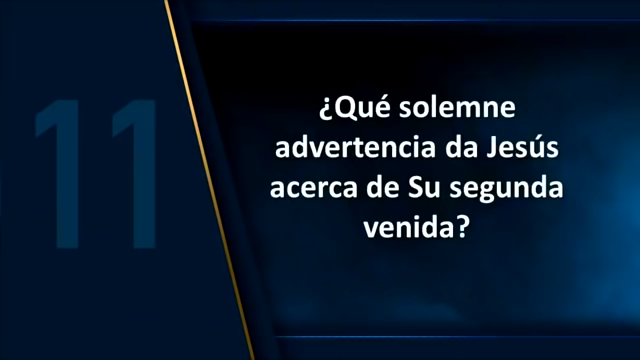 11
¿Qué solemne
advertencia da Jesús
acerca de Su segunda
venida?